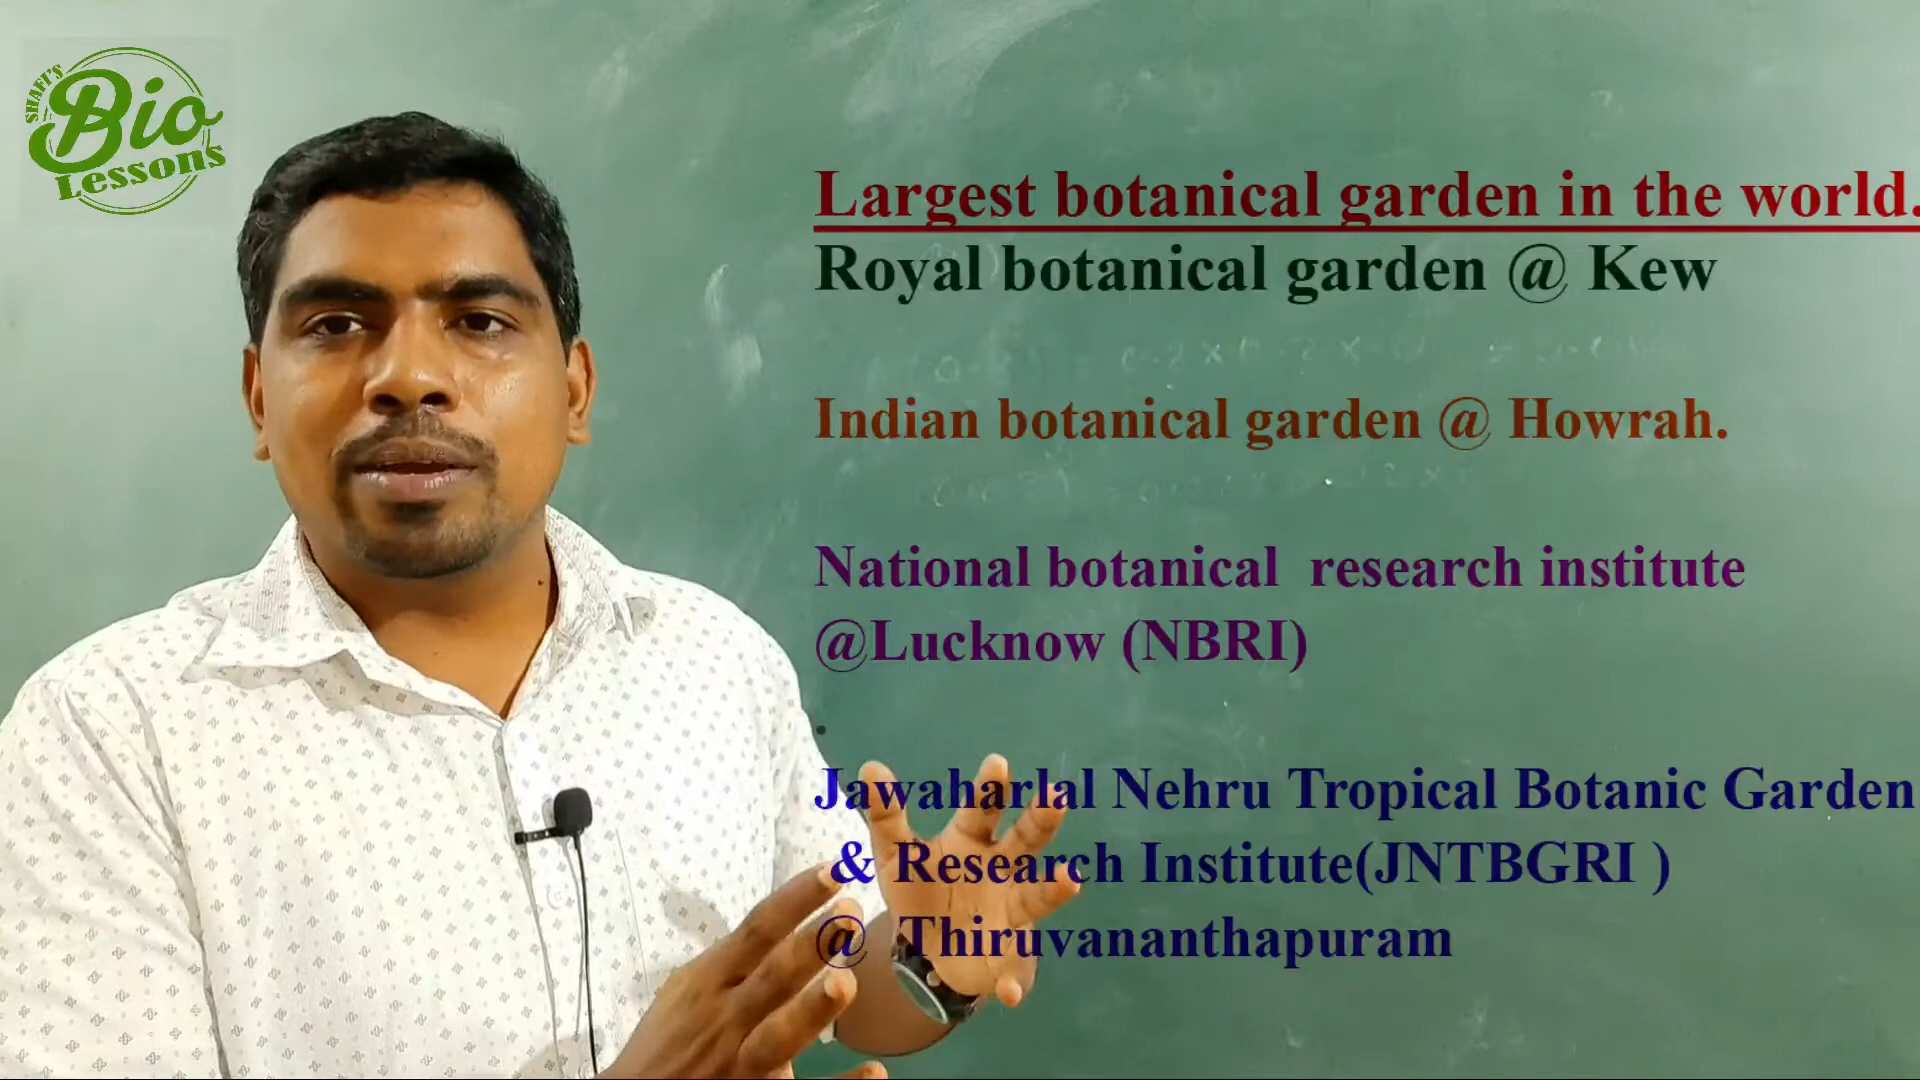 SHAFI'S
Bio
Lessons
Largest botanical garden in the world.
Royal botanical garden @ Kew
Indian botanical garden @ Howrah.
National botanical research institute
@Lucknow (NBRI)
Jawaharlal Nehru Tropical Botanic Garden
& Research Institute(JNTBGRI )
@ Thiruvananthapuram